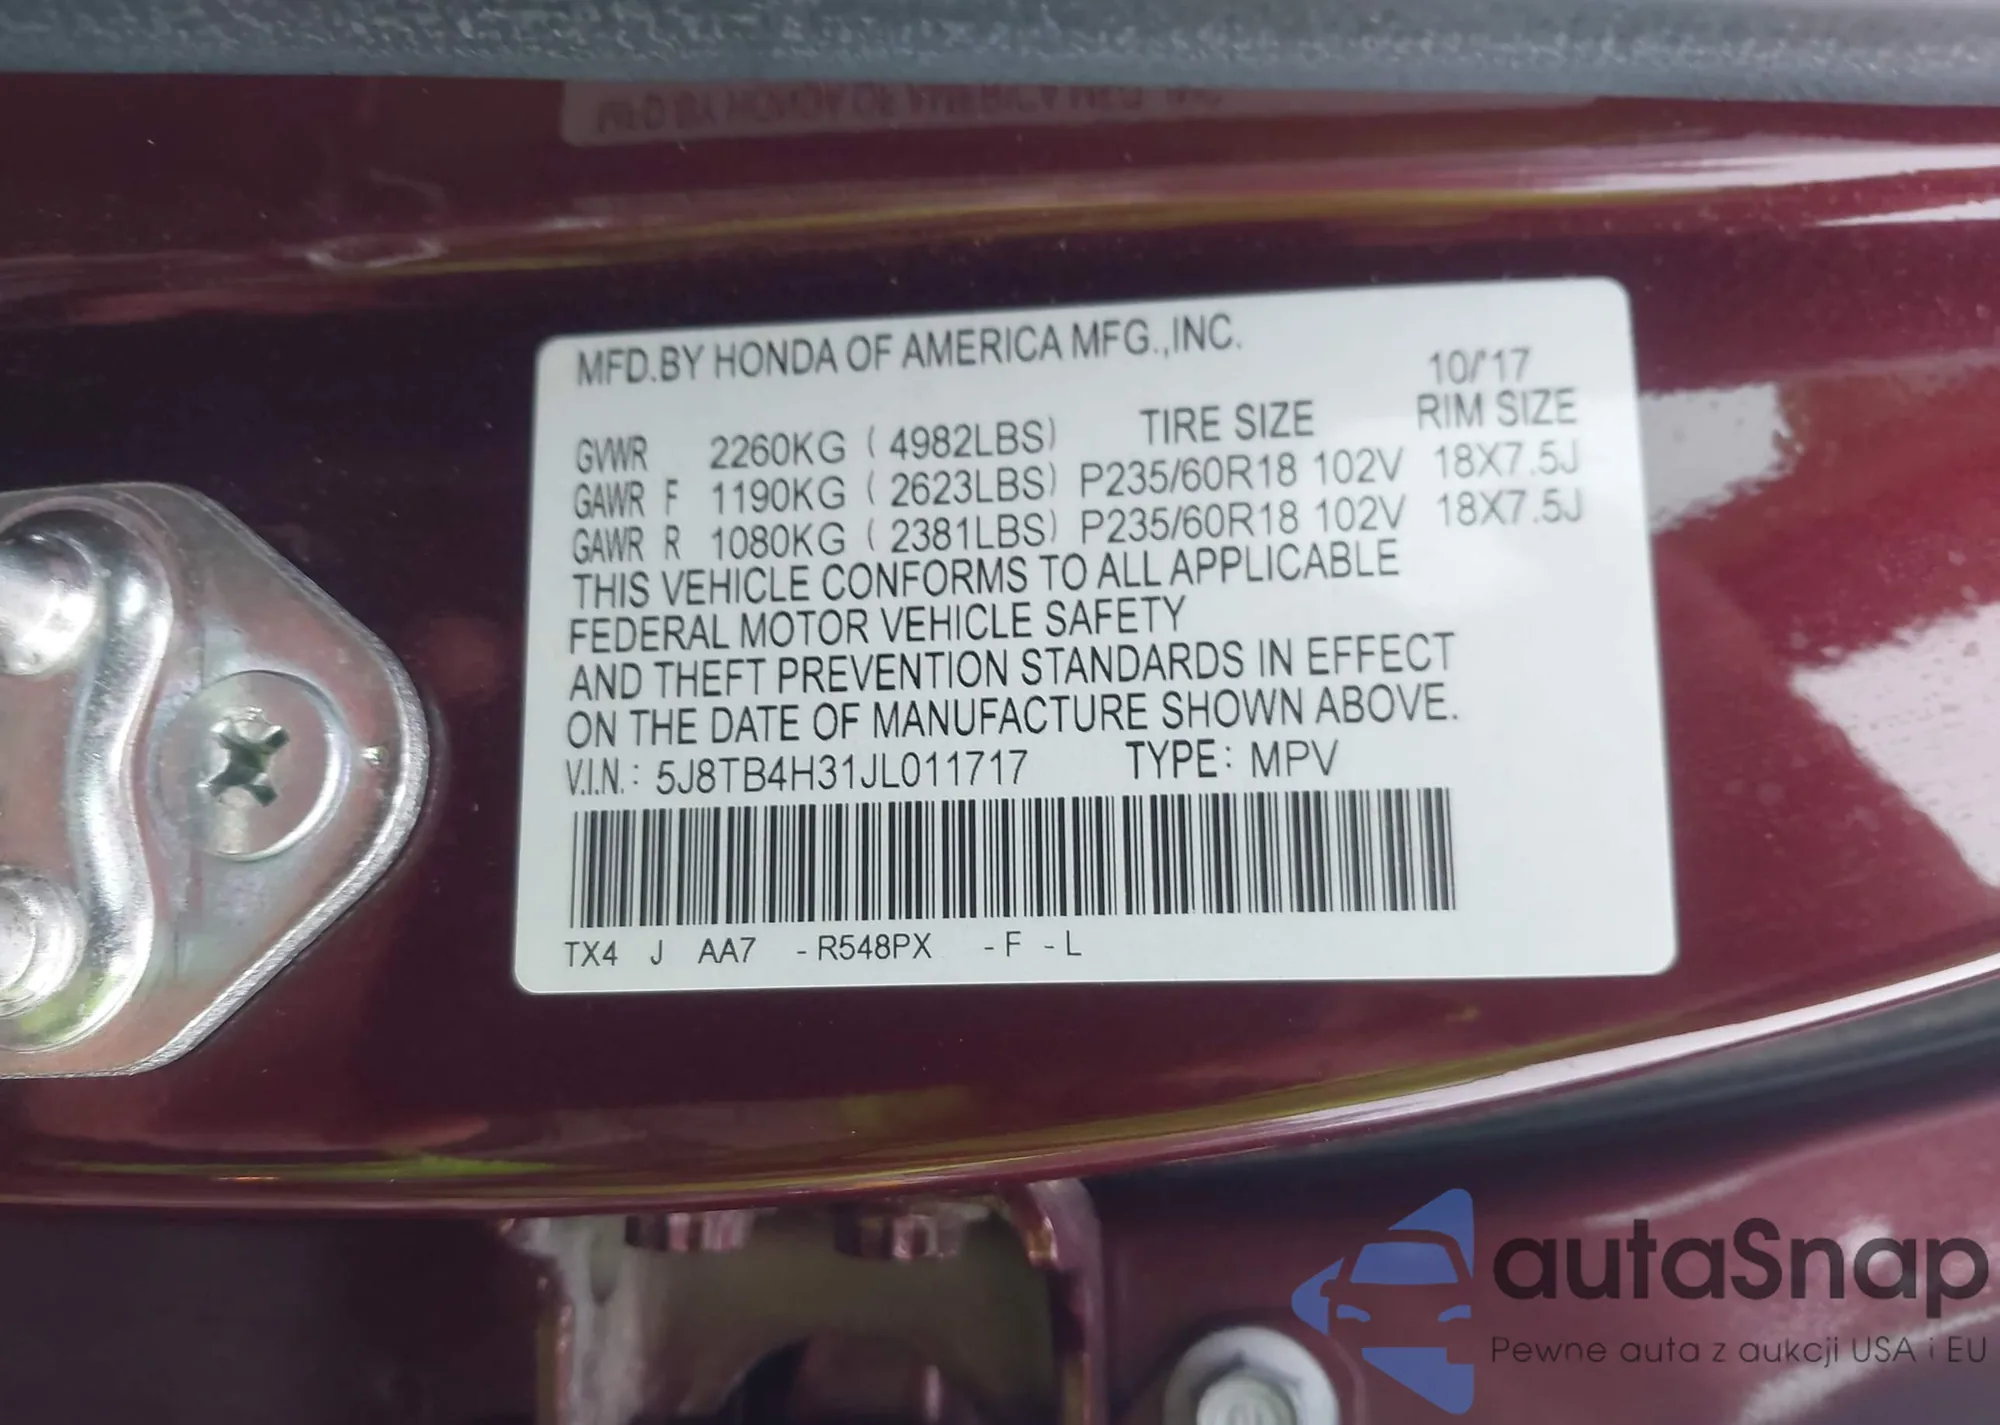 MFD.BY HONDA OF AMERICA MFG.,INC.
10/'17
GVWR 2260KG ( 4982LBS) TIRE SIZE RIM SIZE
GAWR F 1190KG ( 2623LBS) P235/60R18 102V 18X7.5J
GAWR R 1080KG ( 2381LBS) P235/60R18 102V 18X7.5J
THIS VEHICLE CONFORMS TO ALL APPLICABLE
FEDERAL MOTOR VEHICLE SAFETY
AND THEFT PREVENTION STANDARDS IN EFFECT
ON THE DATE OF MANUFACTURE SHOWN ABOVE.
V.I.N.: 5J8TB4H31JL011717 TYPE: MPV
TX4 J AA7 -R548PX -F -L
autaSnap
Pewne auta z aukcji USA i EU